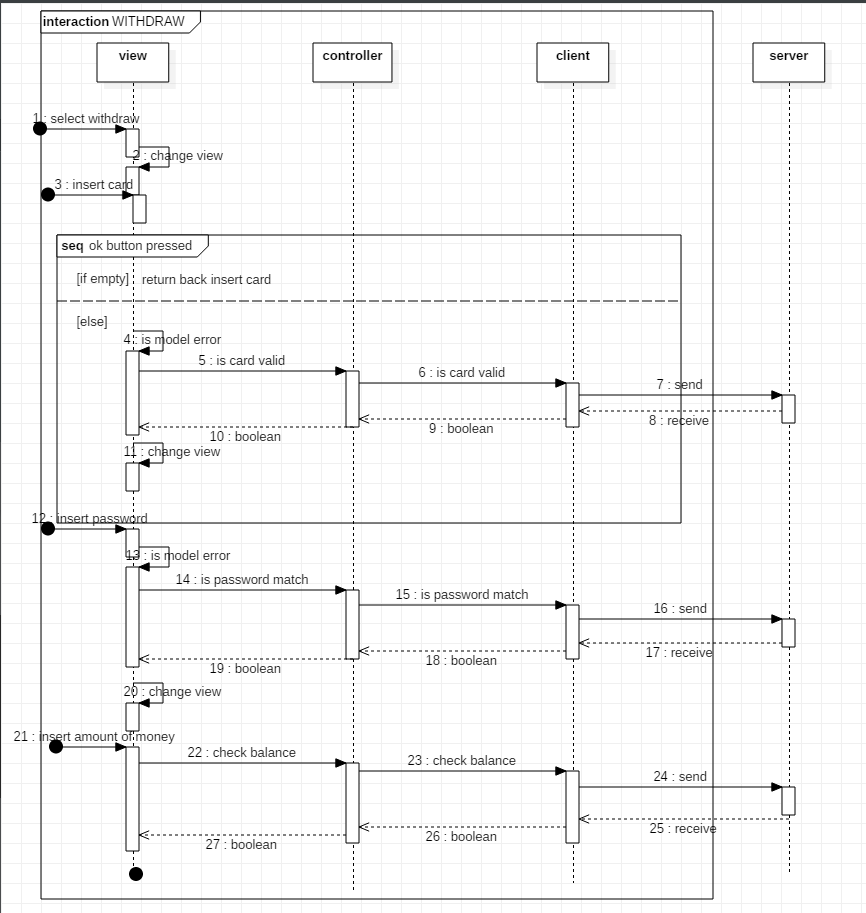 interaction WITHDRAW
view
controller
client
server
1 : select withdraw
2 : change view
3 : insert card
seq ok button pressed
[if empty] return back insert card
[else]
4 : is model error
5 : is card valid
6 : is card valid
7 : send
8 : receive
9 : boolean
10 : boolean
11 : change view
12 : insert password
13 : is model error
14 : is password match
15 : is password match
16 : send
17 : receive
18 : boolean
19 : boolean
20 : change view
21 : insert amount of money
22 : check balance
23 : check balance
24 : send
25 : receive
26 : boolean
27 : boolean